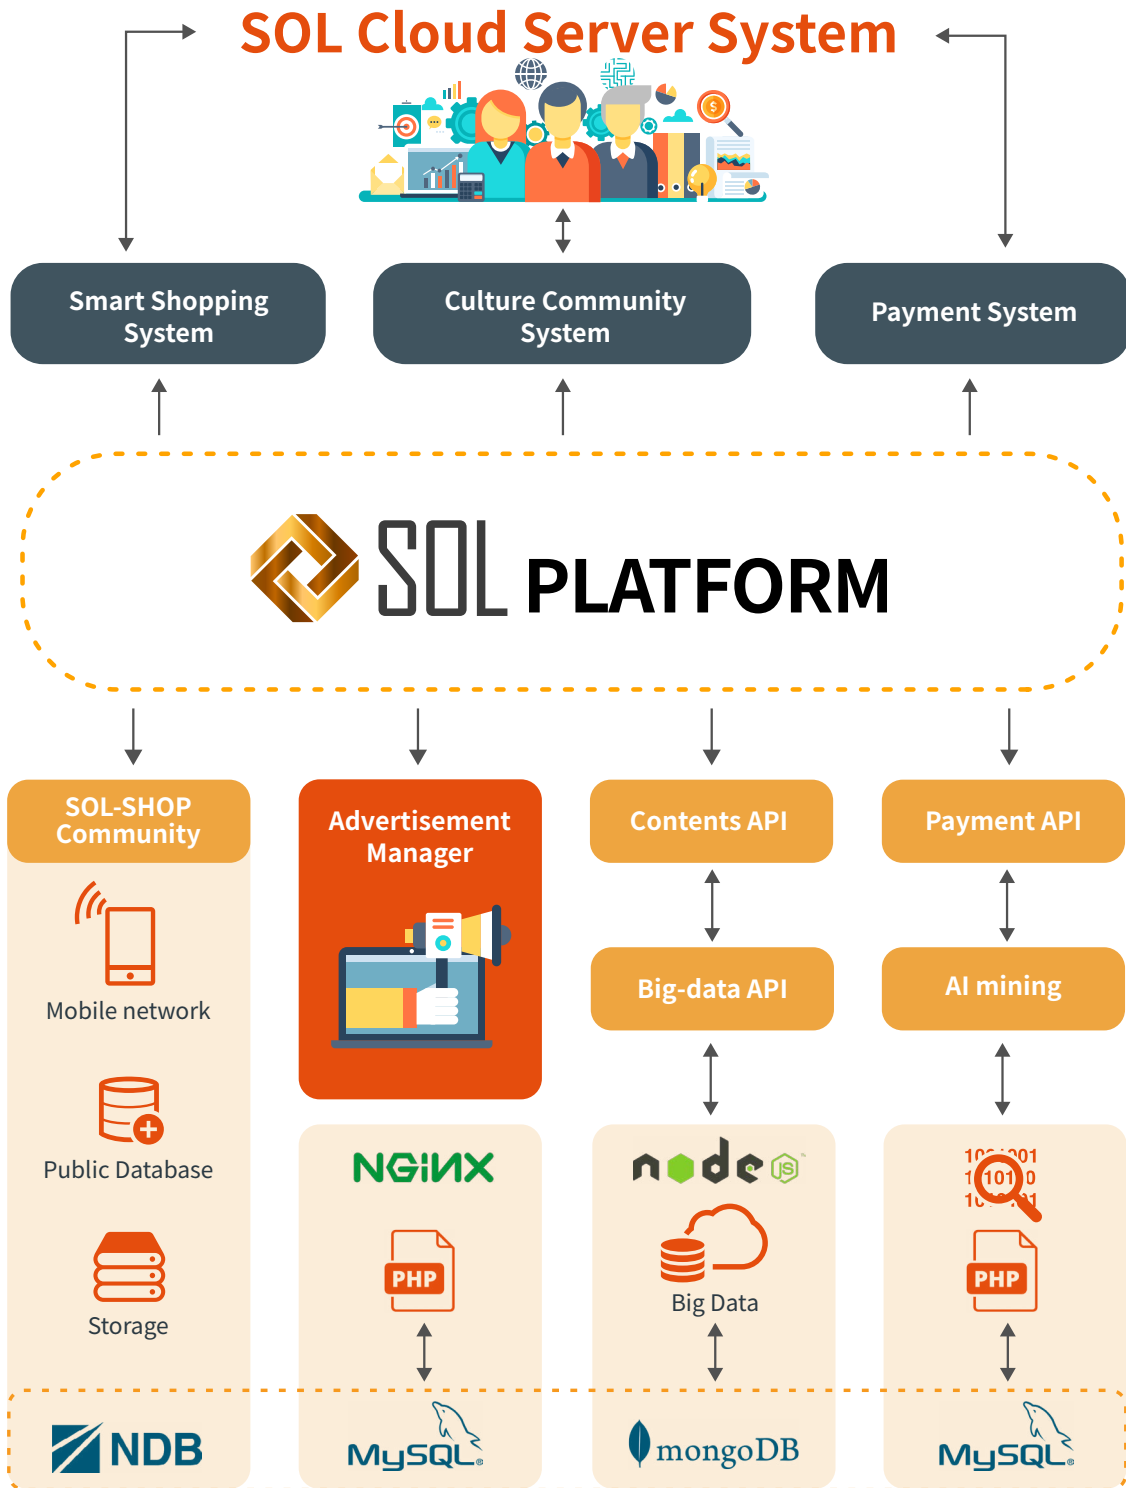 SOL Cloud Server System
Smart Shopping
System
Culture Community
System
Payment System
SOL PLATFORM
SOL-SHOP
Community
Mobile network
Public Database
Storage
NDB
Advertisement
Manager
NGiNX
PHP
MySQL®
Contents API
Big-data API
node JS
Big Data
mongoDB
Payment API
AI mining
PHP
MySQL®